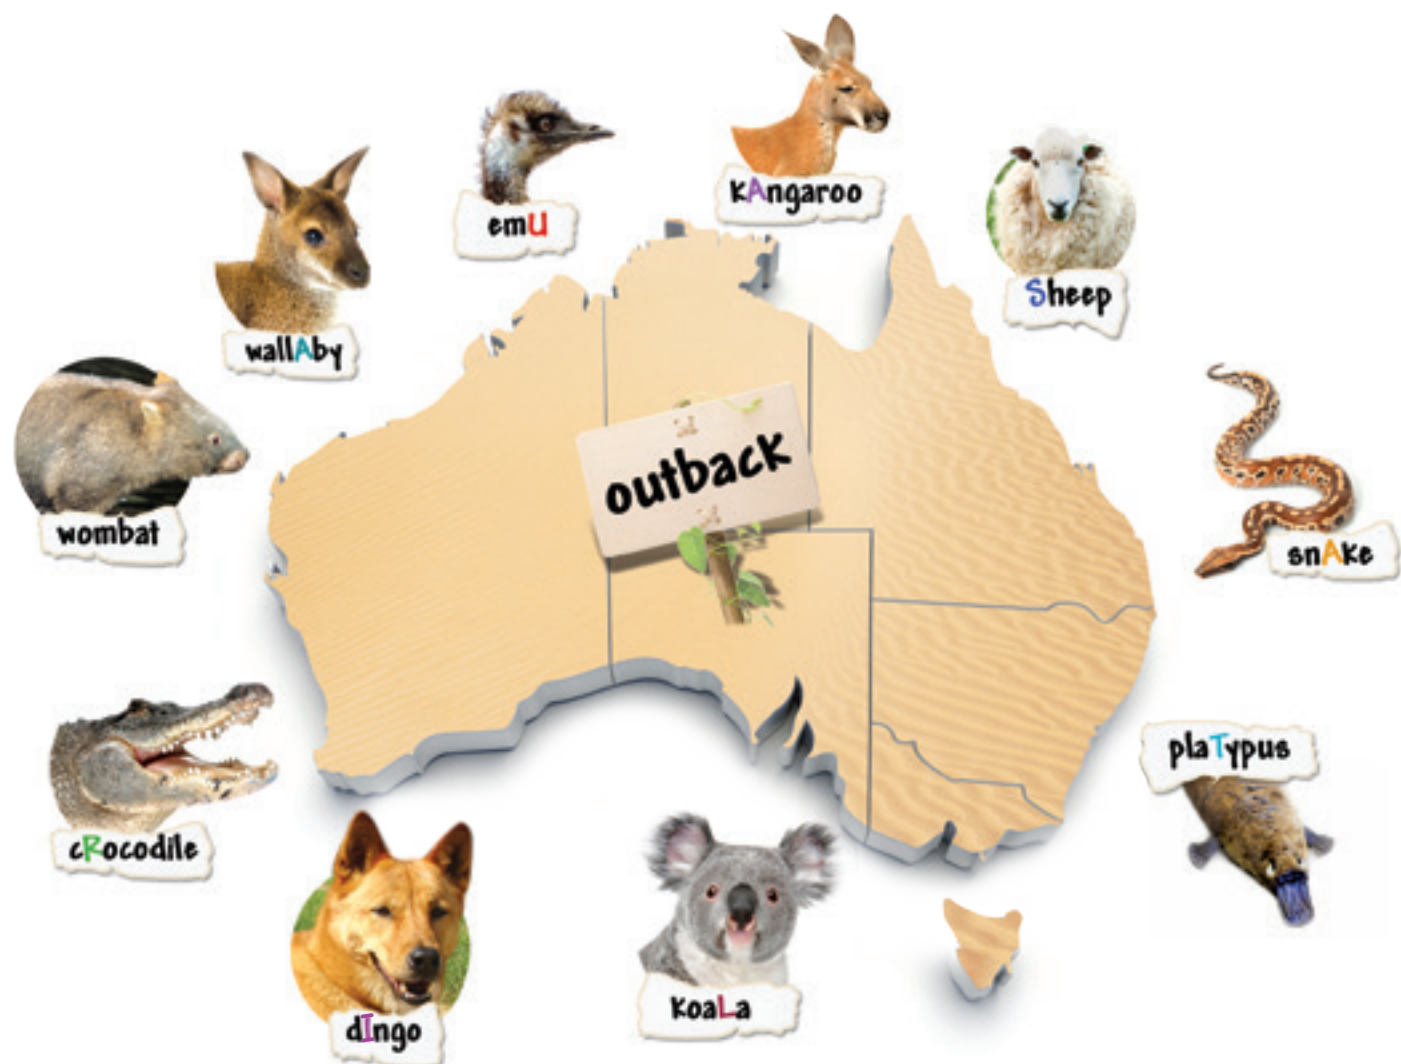 emU
kAngaroo
Sheep
wallAby
outback
wombat
snAke
plaTypus
cRocodile
koaLa
dIngo